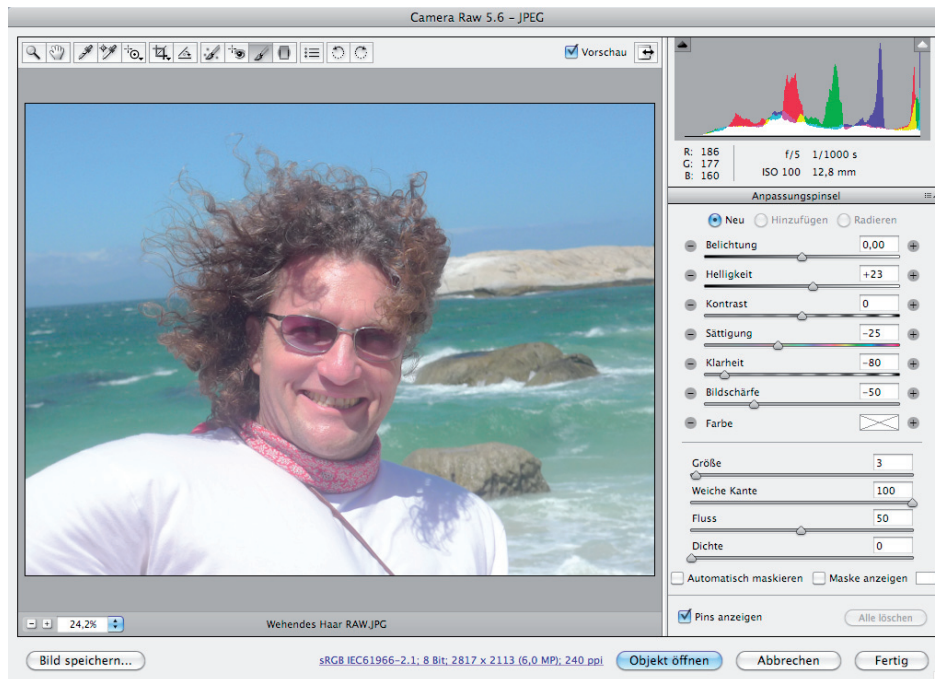 Camera Raw 5.6 – JPEG
Vorschau
R: 186
G: 177
B: 160
f/5 1/1000 s
ISO 100 12,8 mm
Anpassungspinsel
Neu Hinzufügen Radieren
Belichtung 0,00
Helligkeit +23
Kontrast 0
Sättigung −25
Klarheit −80
Bildschärfe −50
Farbe
Größe 3
Weiche Kante 100
Fluss 50
Dichte 0
Automatisch maskieren Maske anzeigen
Pins anzeigen Alle löschen
24,2% Wehendes Haar RAW.JPG
Bild speichern... sRGB IEC61966-2.1; 8 Bit; 2817 x 2113 (6,0 MP); 240 ppi Objekt öffnen Abbrechen Fertig